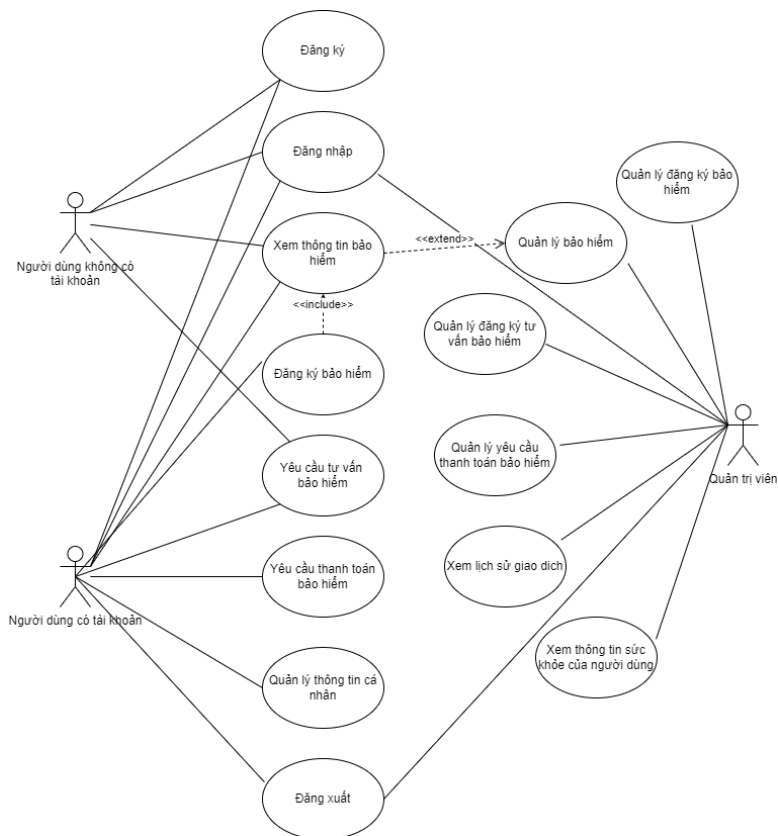 Đăng ký
Đăng nhập
Quản lý đăng ký bảo
hiểm
Người dùng không có
tài khoản
Xem thông tin bảo
hiểm
<<extend>>
Quản lý bảo hiểm
<<include>>
Quản lý đăng ký tư
vấn bảo hiểm
Đăng ký bảo hiểm
Yêu cầu tư vấn
bảo hiểm
Quản lý yêu cầu
thanh toán bảo hiểm
Quản trị viên
Yêu cầu thanh toán
bảo hiểm
Xem lịch sử giao dich
Người dùng có tài khoản
Xem thông tin sức
khỏe của người dùng
Quản lý thông tin cá
nhân
Đăng xuất